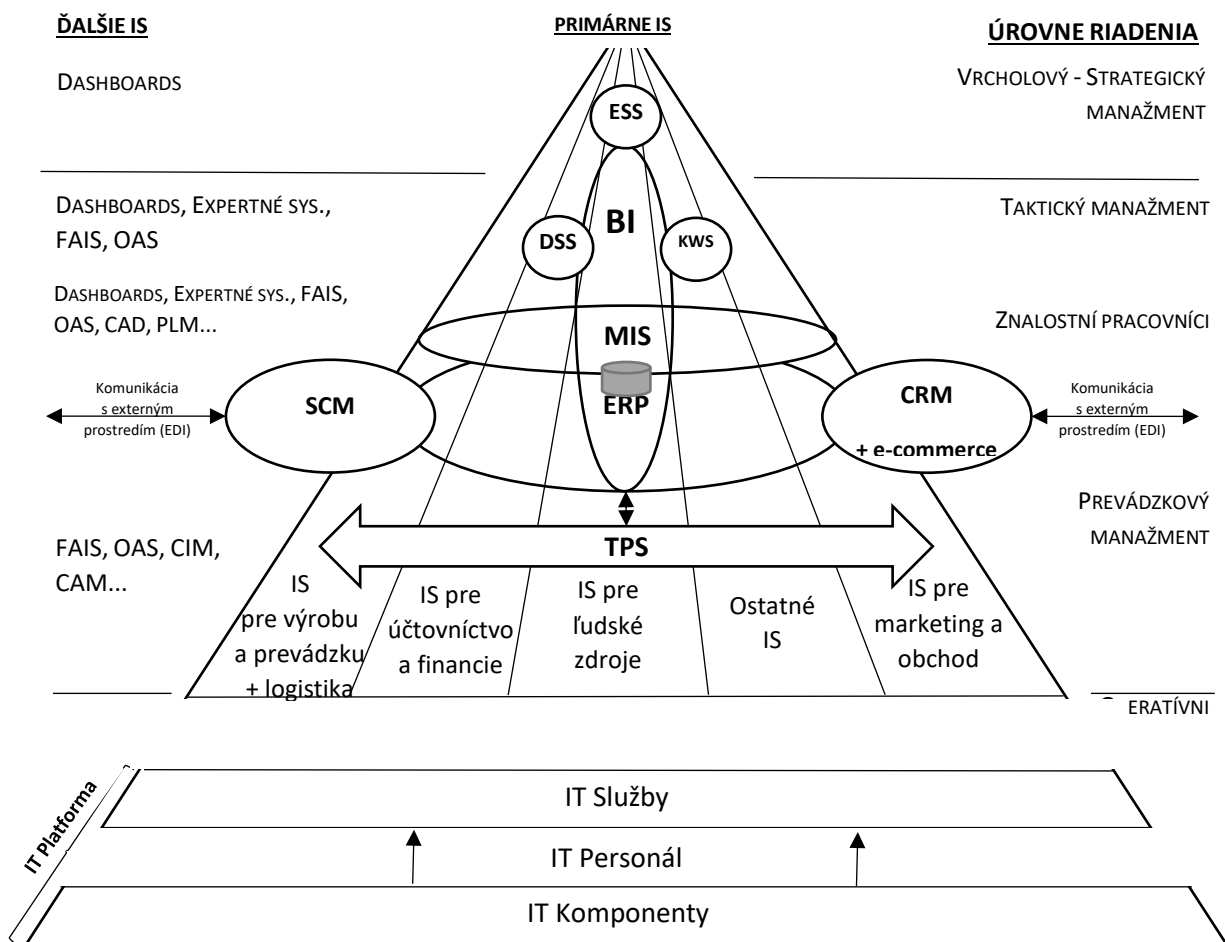 ĎALŠIE IS
PRIMÁRNE IS
ÚROVNE RIADENIA
DASHBOARDS
VRCHOLOVÝ - STRATEGICKÝ
MANAŽMENT
ESS
DASHBOARDS, EXPERTNÉ SYS.,
FAIS, OAS
BI
TAKTICKÝ MANAŽMENT
DSS
KWS
DASHBOARDS, EXPERTNÉ SYS., FAIS,
OAS, CAD, PLM...
MIS
ZNALOSTNÍ PRACOVNÍCI
Komunikácia
s externým
prostredím (EDI)
SCM
ERP
CRM
+ e-commerce
Komunikácia
s externým
prostredím (EDI)
PREVÁDZKOVÝ
MANAŽMENT
FAIS, OAS, CIM,
CAM...
TPS
IS
pre výrobu
a prevádzku
+ logistika
IS pre
účtovníctvo
a financie
IS pre
ľudské
zdroje
Ostatné
IS
IS pre
marketing a
obchod
ERATÍVNI
IT Platforma
IT Služby
IT Personál
IT Komponenty